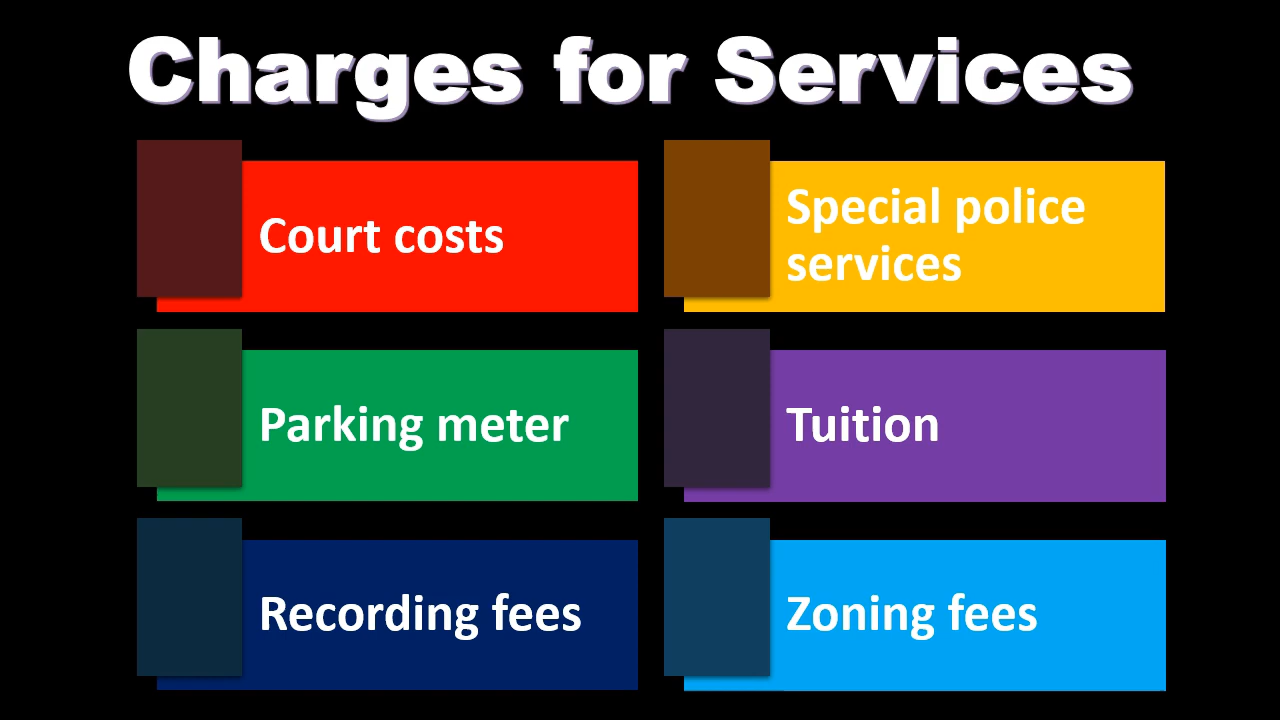 Charges for Services
Court costs
Special police
services
Parking meter
Tuition
Recording fees
Zoning fees